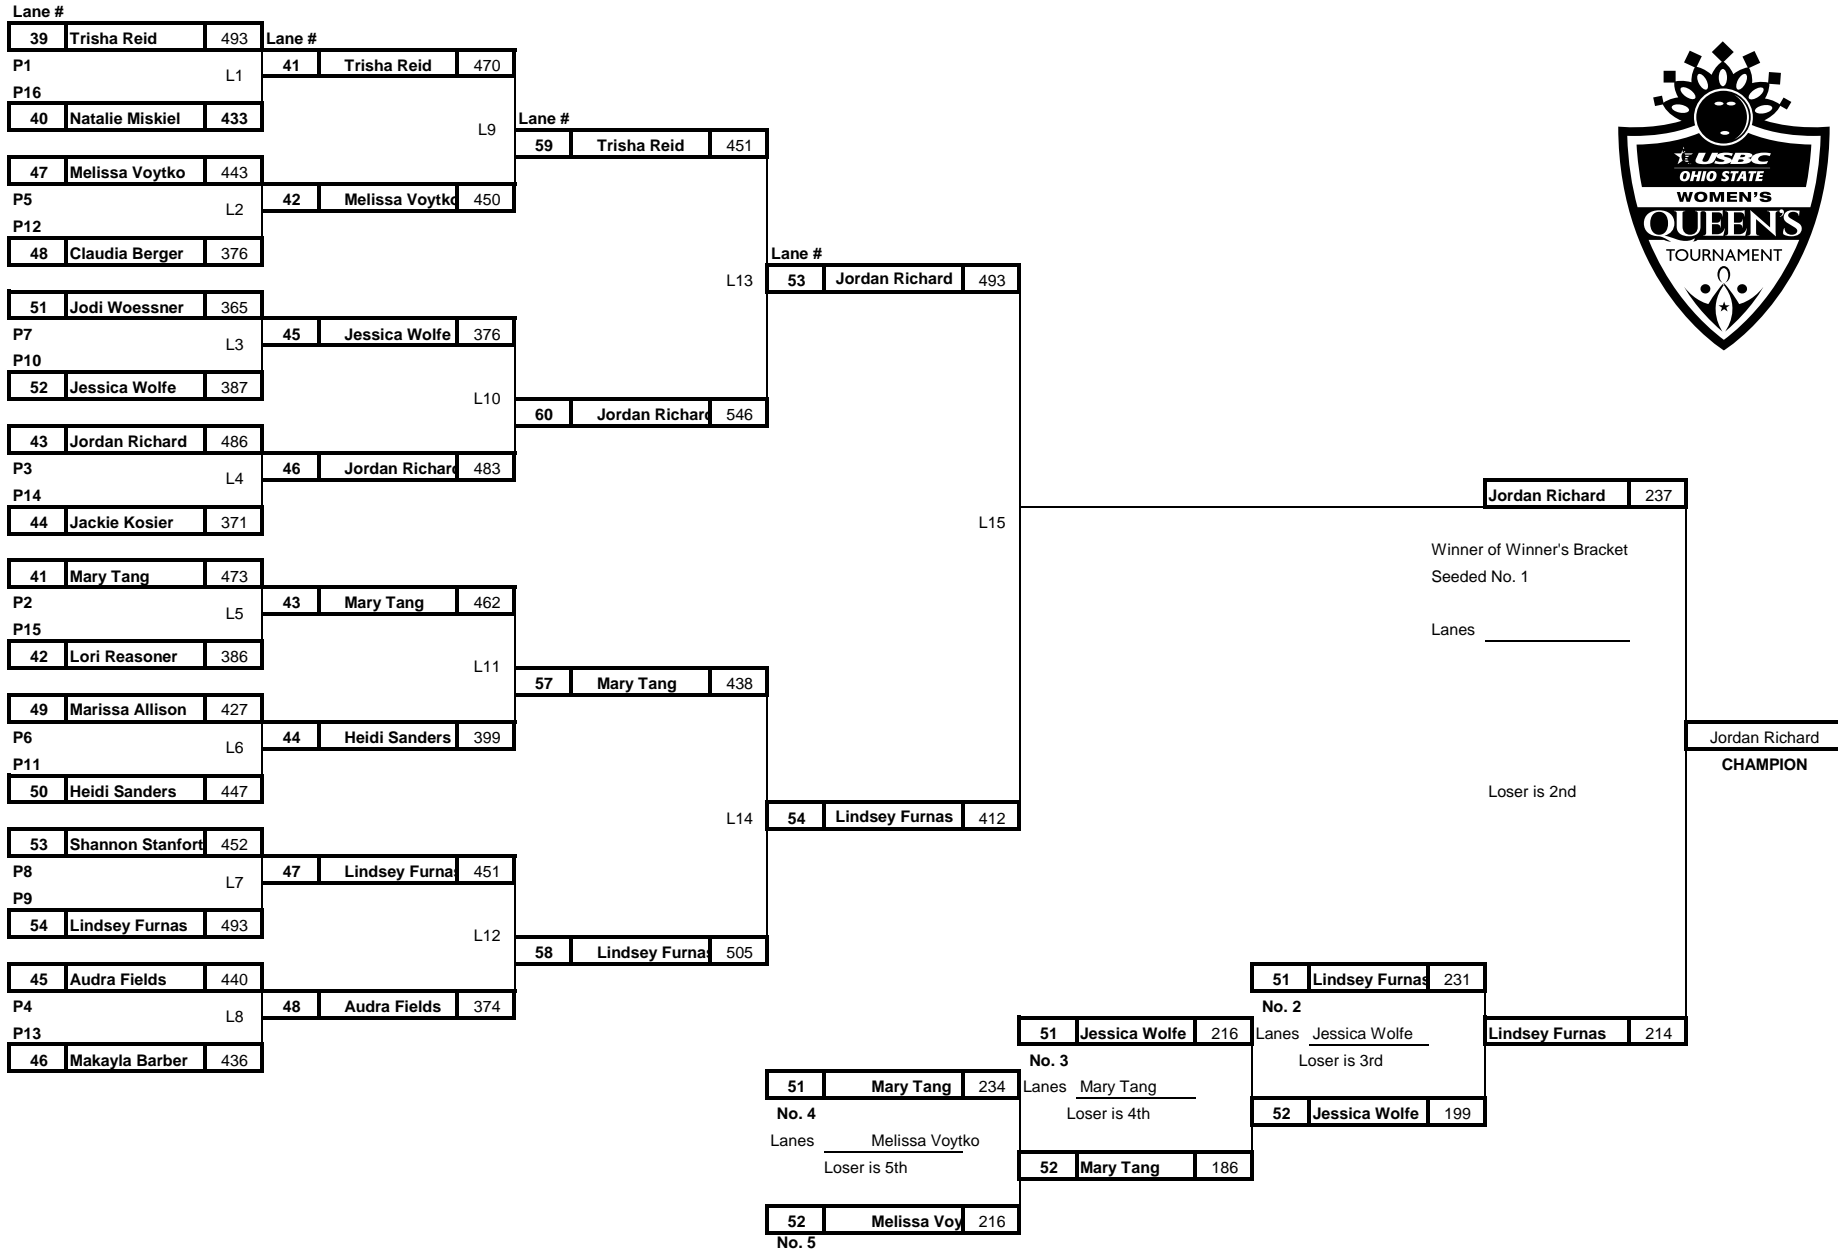 Lane #
39 Trisha Reid 493
P1
L1
P16
40 Natalie Miskiel 433
47 Melissa Voytko 443
P5
L2
P12
48 Claudia Berger 376
51 Jodi Woessner 365
P7
L3
P10
52 Jessica Wolfe 387
43 Jordan Richard 486
P3
L4
P14
44 Jackie Kosier 371
41 Mary Tang 473
P2
L5
P15
42 Lori Reasoner 386
49 Marissa Allison 427
P6
L6
P11
50 Heidi Sanders 447
53 Shannon Stanfort 452
P8
L7
P9
54 Lindsey Furnas 493
45 Audra Fields 440
P4
L8
P13
46 Makayla Barber 436
Lane #
41 Trisha Reid 470
L9
42 Melissa Voytko 450
45 Jessica Wolfe 376
L10
46 Jordan Richard 483
43 Mary Tang 462
L11
44 Heidi Sanders 399
47 Lindsey Furnas 451
L12
48 Audra Fields 374
Lane #
59 Trisha Reid 451
L13
60 Jordan Richard 546
57 Mary Tang 438
L14
58 Lindsey Furnas 505
Lane #
53 Jordan Richard 493
L15
54 Lindsey Furnas 412
51 Mary Tang 234
No. 4
Lanes Melissa Voytko
Loser is 5th
52 Melissa Voy 216
No. 5
51 Jessica Wolfe 216
No. 3
Lanes Mary Tang
Loser is 4th
52 Mary Tang 186
51 Lindsey Furnas 231
No. 2
Lanes Jessica Wolfe
Loser is 3rd
52 Jessica Wolfe 199
Jordan Richard 237
Winner of Winner's Bracket
Seeded No. 1
Lanes
Loser is 2nd
Lindsey Furnas 214
Jordan Richard
CHAMPION
USBC
OHIO STATE
WOMEN'S
QUEEN'S
TOURNAMENT